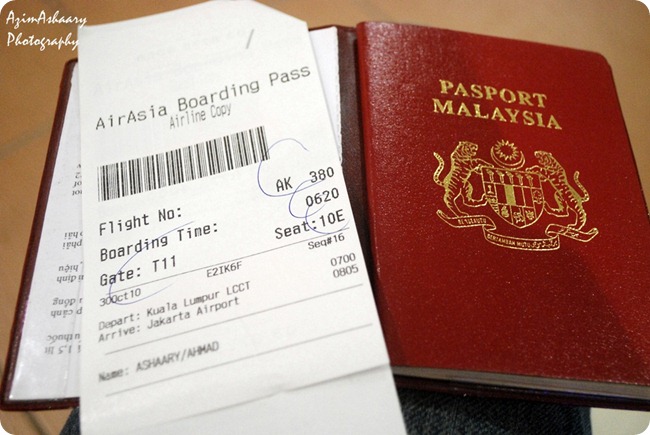 AzimAshaary
Photography
AirAsia Boarding Pass
Airline Copy
Flight No: AK 380
Boarding Time: 0620
Gate: T11 Seat:10E
30Oct10 E2IK6F Seq#16
Depart: Kuala Lumpur LCCT 0700
Arrive: Jakarta Airport 0805
Name: ASHAARY/AHMAD
PASPORT
MALAYSIA